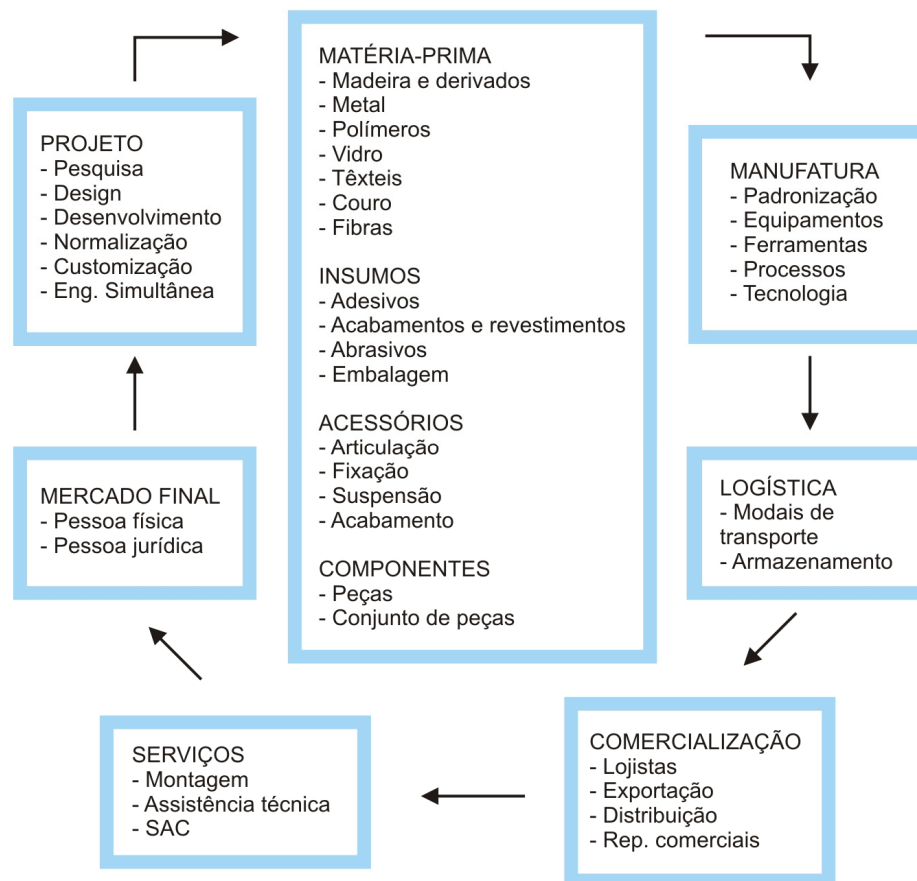 MATÉRIA-PRIMA
- Madeira e derivados
- Metal
- Polímeros
- Vidro
- Têxteis
- Couro
- Fibras
INSUMOS
- Adesivos
- Acabamentos e revestimentos
- Abrasivos
- Embalagem
ACESSÓRIOS
- Articulação
- Fixação
- Suspensão
- Acabamento
COMPONENTES
- Peças
- Conjunto de peças
MANUFATURA
- Padronização
- Equipamentos
- Ferramentas
- Processos
- Tecnologia
LOGÍSTICA
- Modais de
transporte
- Armazenamento
COMERCIALIZAÇÃO
- Lojistas
- Exportação
- Distribuição
- Rep. comerciais
SERVIÇOS
- Montagem
- Assistência técnica
- SAC
MERCADO FINAL
- Pessoa física
- Pessoa jurídica
PROJETO
- Pesquisa
- Design
- Desenvolvimento
- Normalização
- Customização
- Eng. Simultânea